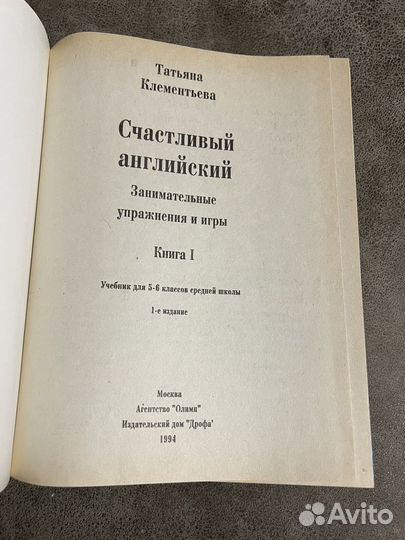 Татьяна
Клементьева
Счастливый
английский
Занимательные
упражнения и игры
Книга I
Учебник для 5-6 классов средней школы
1-е издание
Москва
Агентство "Олимп"
Издательский дом "Дрофа"
1994
Avito